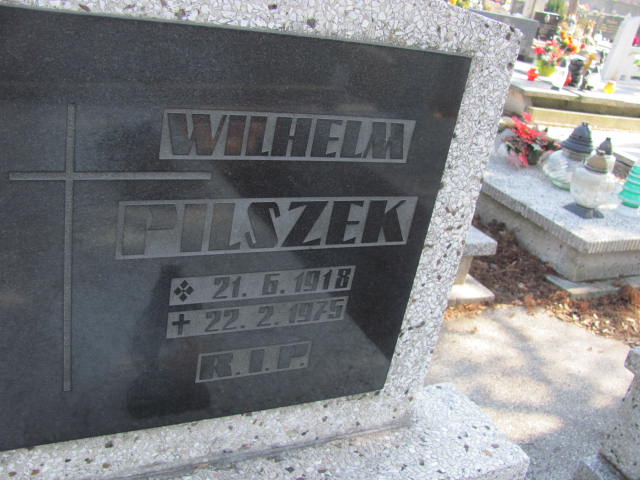 WILHELM
PILSZEK
21. 6. 1918
22. 2. 1975
R.I.P.